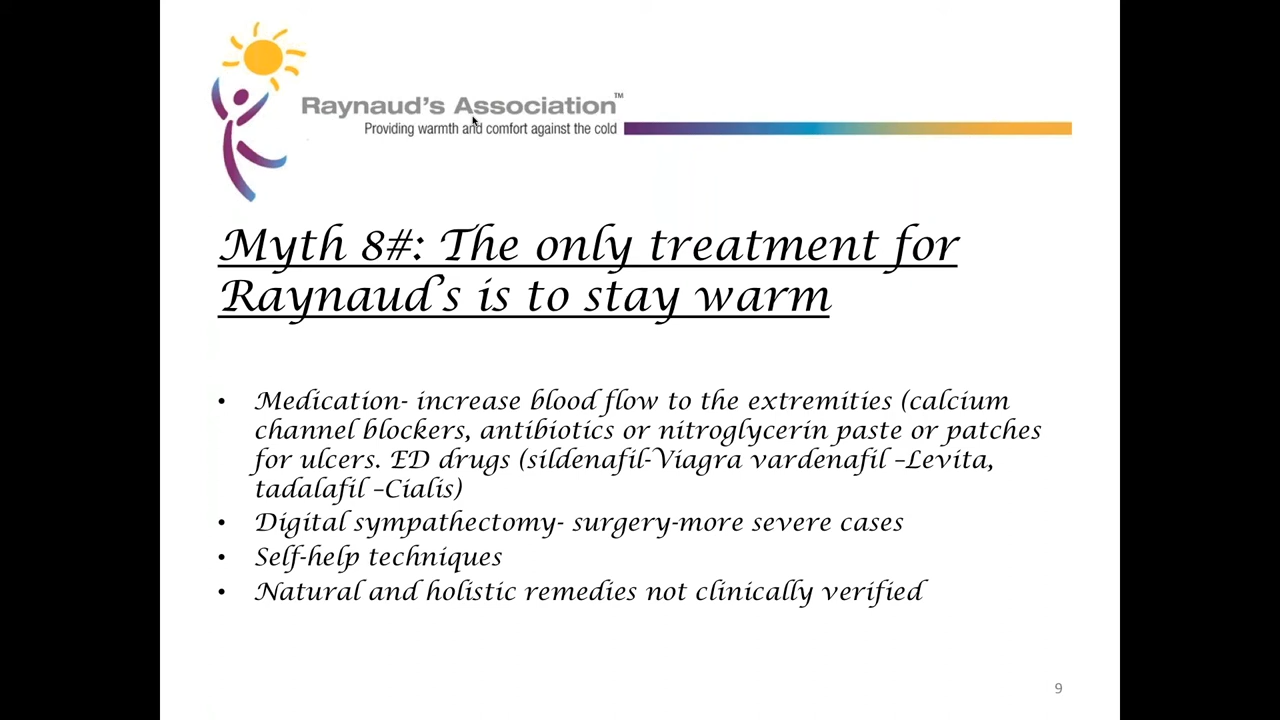 Raynaud's Association™
Providing warmth and comfort against the cold
Myth 8#: The only treatment for
Raynaud's is to stay warm
• Medication- increase blood flow to the extremities (calcium
channel blockers, antibiotics or nitroglycerin paste or patches
for ulcers. ED drugs (sildenafil-Viagra vardenafil –Levita,
tadalafil –Cialis)
• Digital sympathectomy- surgery-more severe cases
• Self-help techniques
• Natural and holistic remedies not clinically verified
9